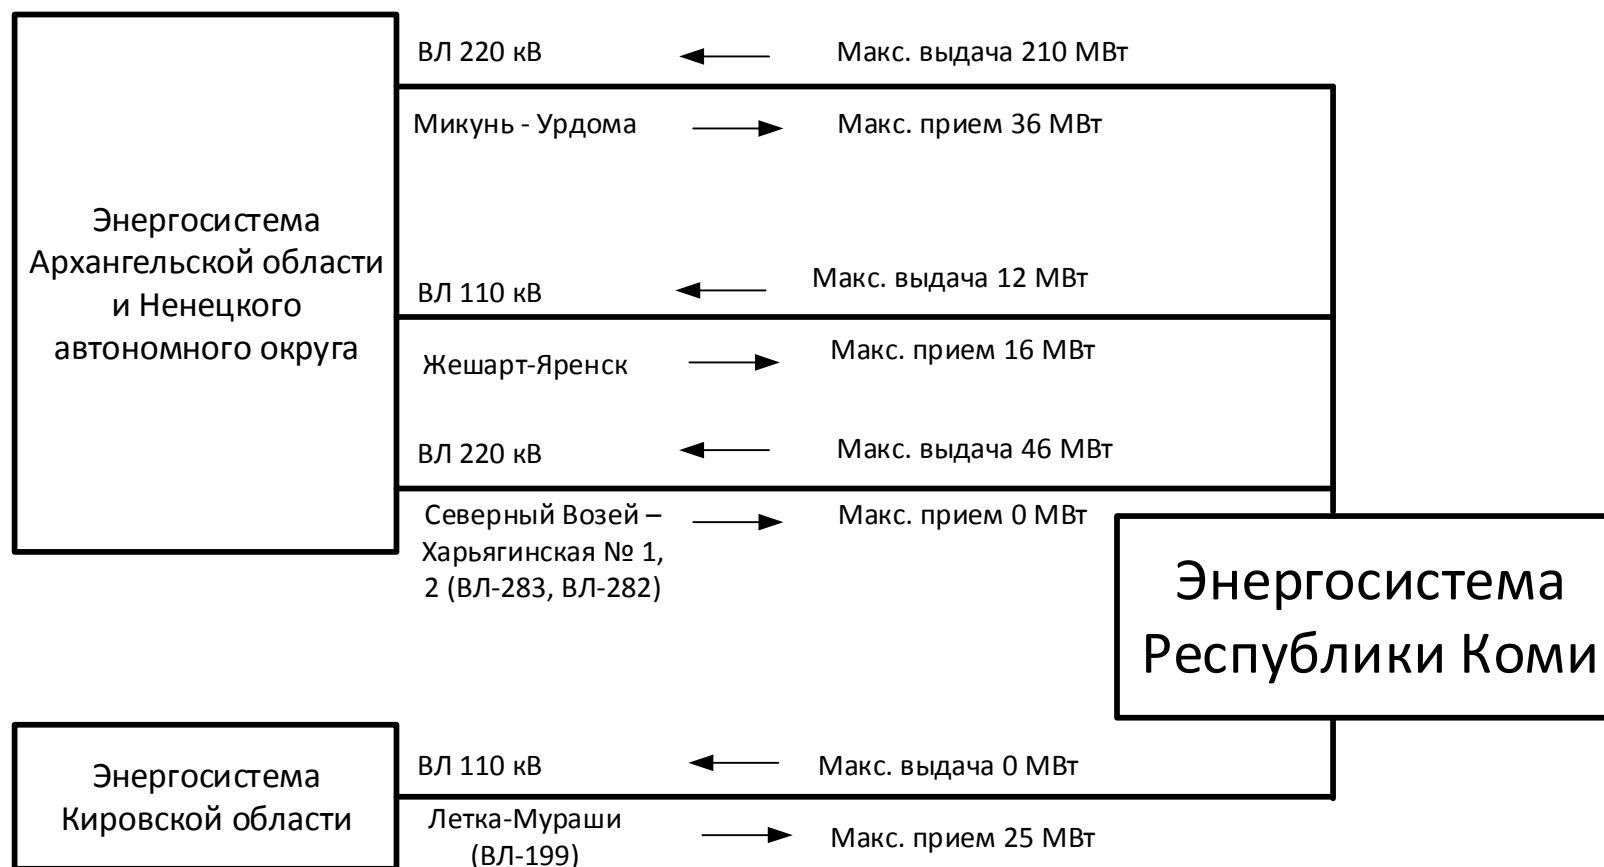 Энергосистема
Архангельской области
и Ненецкого
автономного округа
ВЛ 220 кВ
Макс. выдача 210 МВт
Микунь - Урдома
Макс. прием 36 МВт
ВЛ 110 кВ
Макс. выдача 12 МВт
Жешарт-Яренск
Макс. прием 16 МВт
ВЛ 220 кВ
Макс. выдача 46 МВт
Северный Возей –
Харьягинская № 1,
2 (ВЛ-283, ВЛ-282)
Макс. прием 0 МВт
Энергосистема
Республики Коми
Энергосистема
Кировской области
ВЛ 110 кВ
Макс. выдача 0 МВт
Летка-Мураши
(ВЛ-199)
Макс. прием 25 МВт